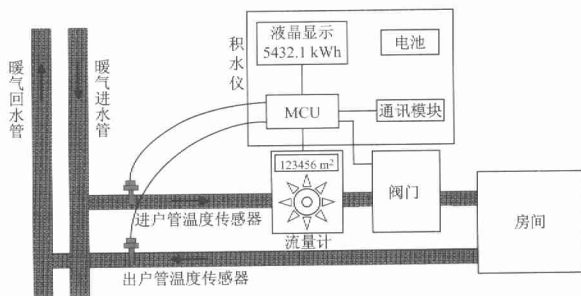 液晶显示
5432.1 kWh
电池
积水仪
MCU
通讯模块
暖气回水管
暖气进水管
123456 m²
阀门
进户管温度传感器
流量计
房间
出户管温度传感器